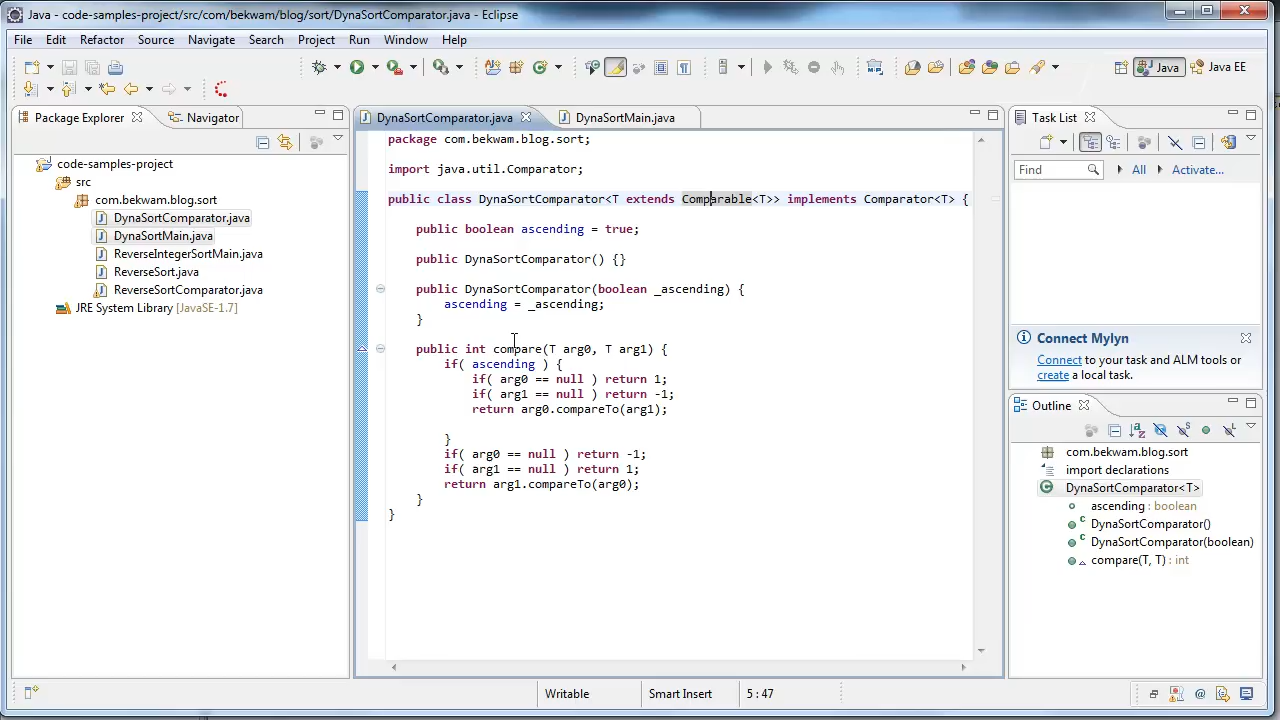 Java - code-samples-project/src/com/bekwam/blog/sort/DynaSortComparator.java - Eclipse
File Edit Refactor Source Navigate Search Project Run Window Help
Java Java EE
Package Explorer Navigator
code-samples-project
src
com.bekwam.blog.sort
DynaSortComparator.java
DynaSortMain.java
ReverseIntegerSortMain.java
ReverseSort.java
ReverseSortComparator.java
JRE System Library [JavaSE-1.7]
DynaSortComparator.java DynaSortMain.java
package com.bekwam.blog.sort;
import java.util.Comparator;
public class DynaSortComparator<T extends Comparable<T>> implements Comparator<T> {
public boolean ascending = true;
public DynaSortComparator() {}
public DynaSortComparator(boolean _ascending) {
ascending = _ascending;
}
public int compare(T arg0, T arg1) {
if( ascending ) {
if( arg0 == null ) return 1;
if( arg1 == null ) return -1;
return arg0.compareTo(arg1);
}
if( arg0 == null ) return -1;
if( arg1 == null ) return 1;
return arg1.compareTo(arg0);
}
}
Task List
Find All Activate...
Connect Mylyn
Connect to your task and ALM tools or
create a local task.
Outline
com.bekwam.blog.sort
import declarations
DynaSortComparator<T>
ascending : boolean
DynaSortComparator()
DynaSortComparator(boolean)
compare(T, T) : int
Writable Smart Insert 5 : 47